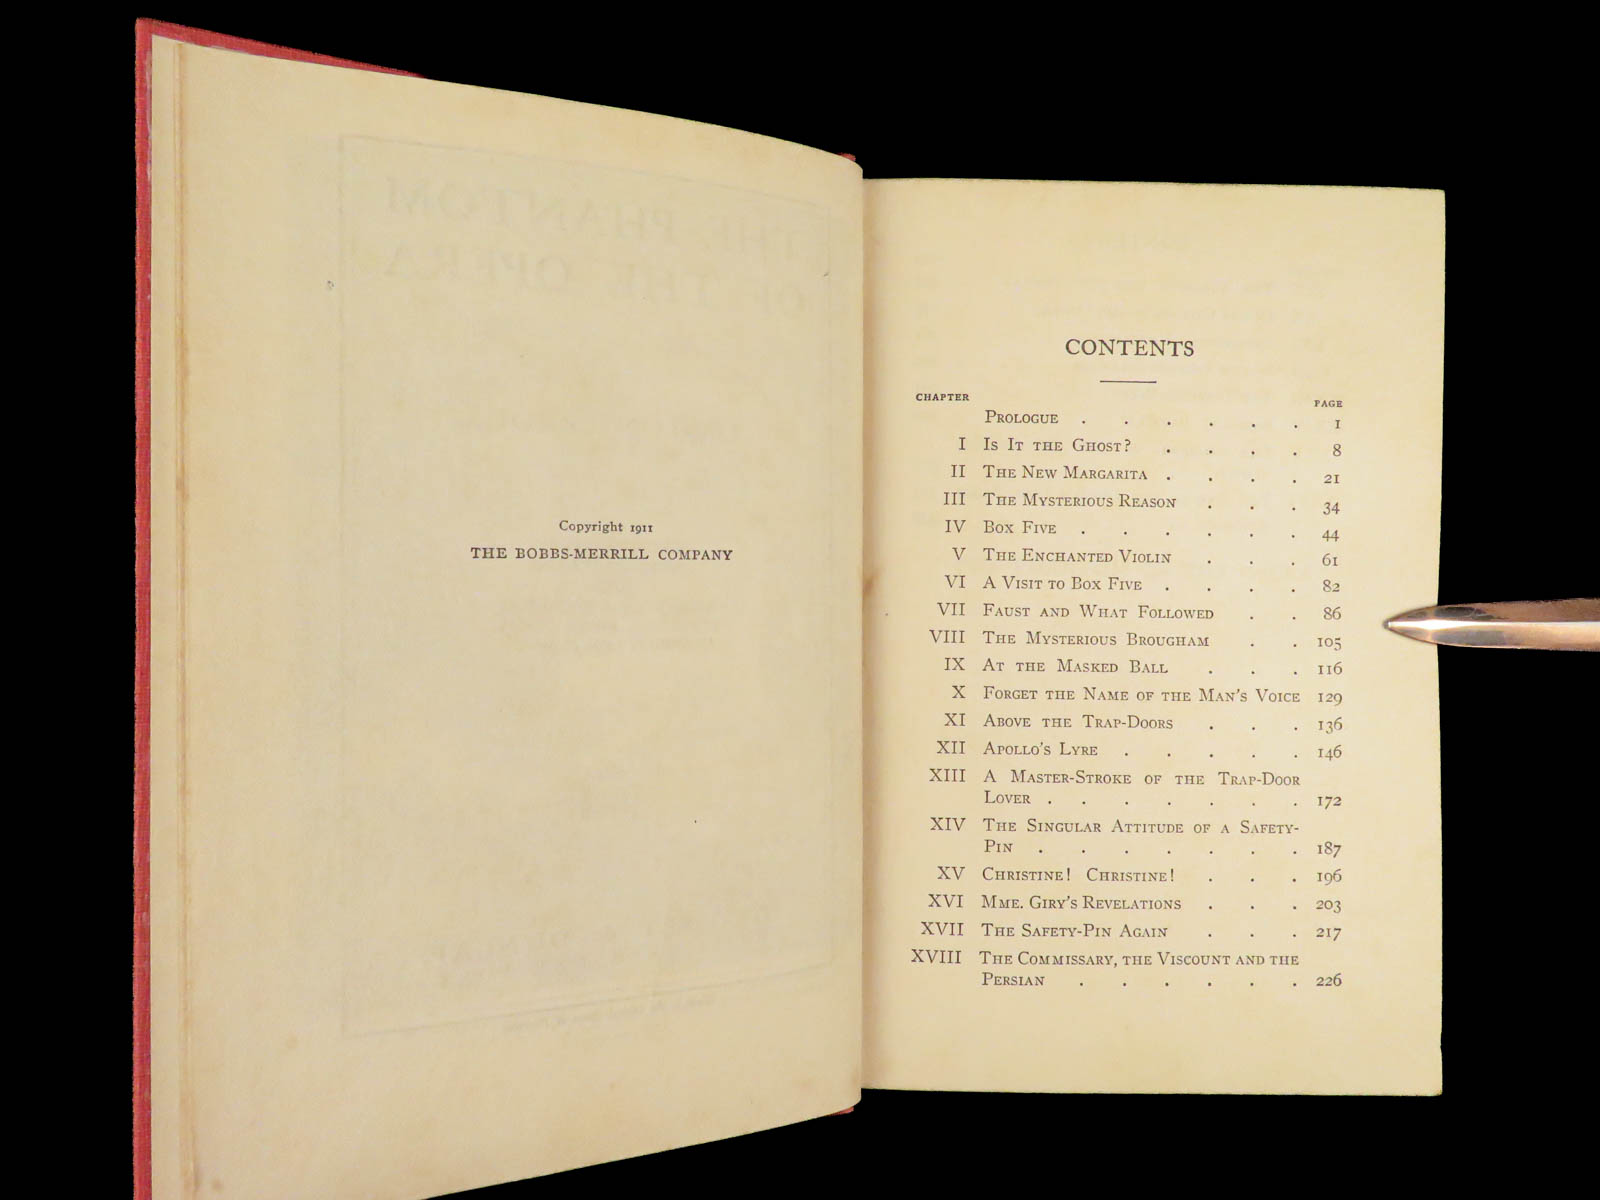 Copyright 1911
THE BOBBS-MERRILL COMPANY
CONTENTS
CHAPTER PAGE
PROLOGUE . . . . . . 1
I IS IT THE GHOST? . . . . 8
II THE NEW MARGARITA . . . . 21
III THE MYSTERIOUS REASON . . . 34
IV BOX FIVE . . . . . . 44
V THE ENCHANTED VIOLIN . . . 61
VI A VISIT TO BOX FIVE . . . . 82
VII FAUST AND WHAT FOLLOWED . . 86
VIII THE MYSTERIOUS BROUGHAM . . 105
IX AT THE MASKED BALL . . . 116
X FORGET THE NAME OF THE MAN'S VOICE 129
XI ABOVE THE TRAP-DOORS . . . 136
XII APOLLO'S LYRE . . . . . 146
XIII A MASTER-STROKE OF THE TRAP-DOOR
LOVER . . . . . . . 172
XIV THE SINGULAR ATTITUDE OF A SAFETY-
PIN . . . . . . . 187
XV CHRISTINE! CHRISTINE! . . . 196
XVI MME. GIRY'S REVELATIONS . . . 203
XVII THE SAFETY-PIN AGAIN . . . 217
XVIII THE COMMISSARY, THE VISCOUNT AND THE
PERSIAN . . . . . . 226
THE PHANTOM
OF THE OPERA